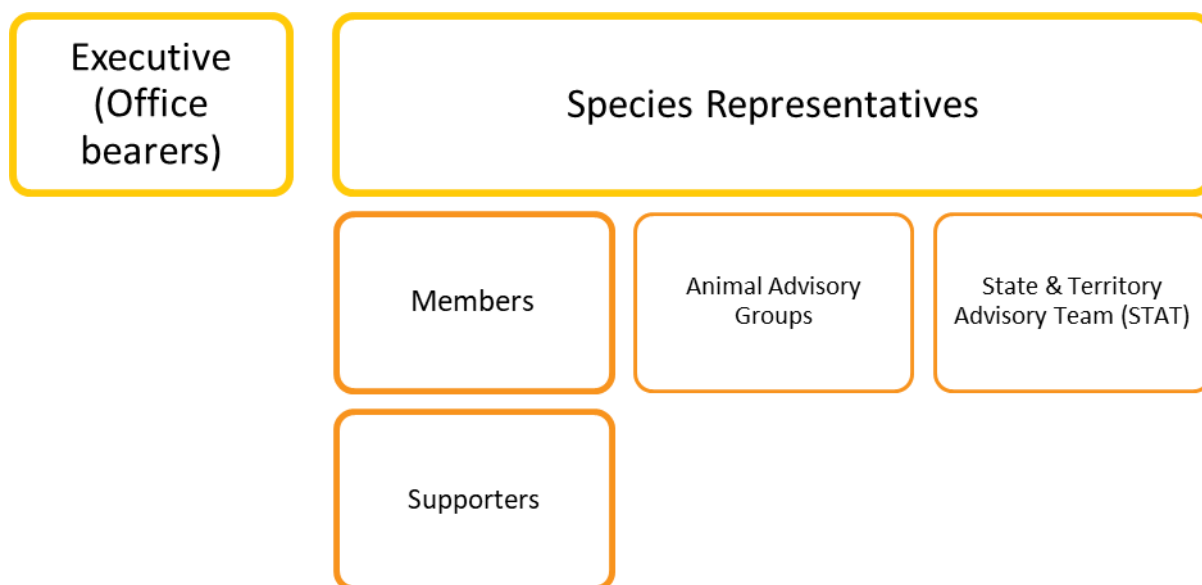 Executive
(Office
bearers)
Species Representatives
Members
Animal Advisory
Groups
State & Territory
Advisory Team (STAT)
Supporters